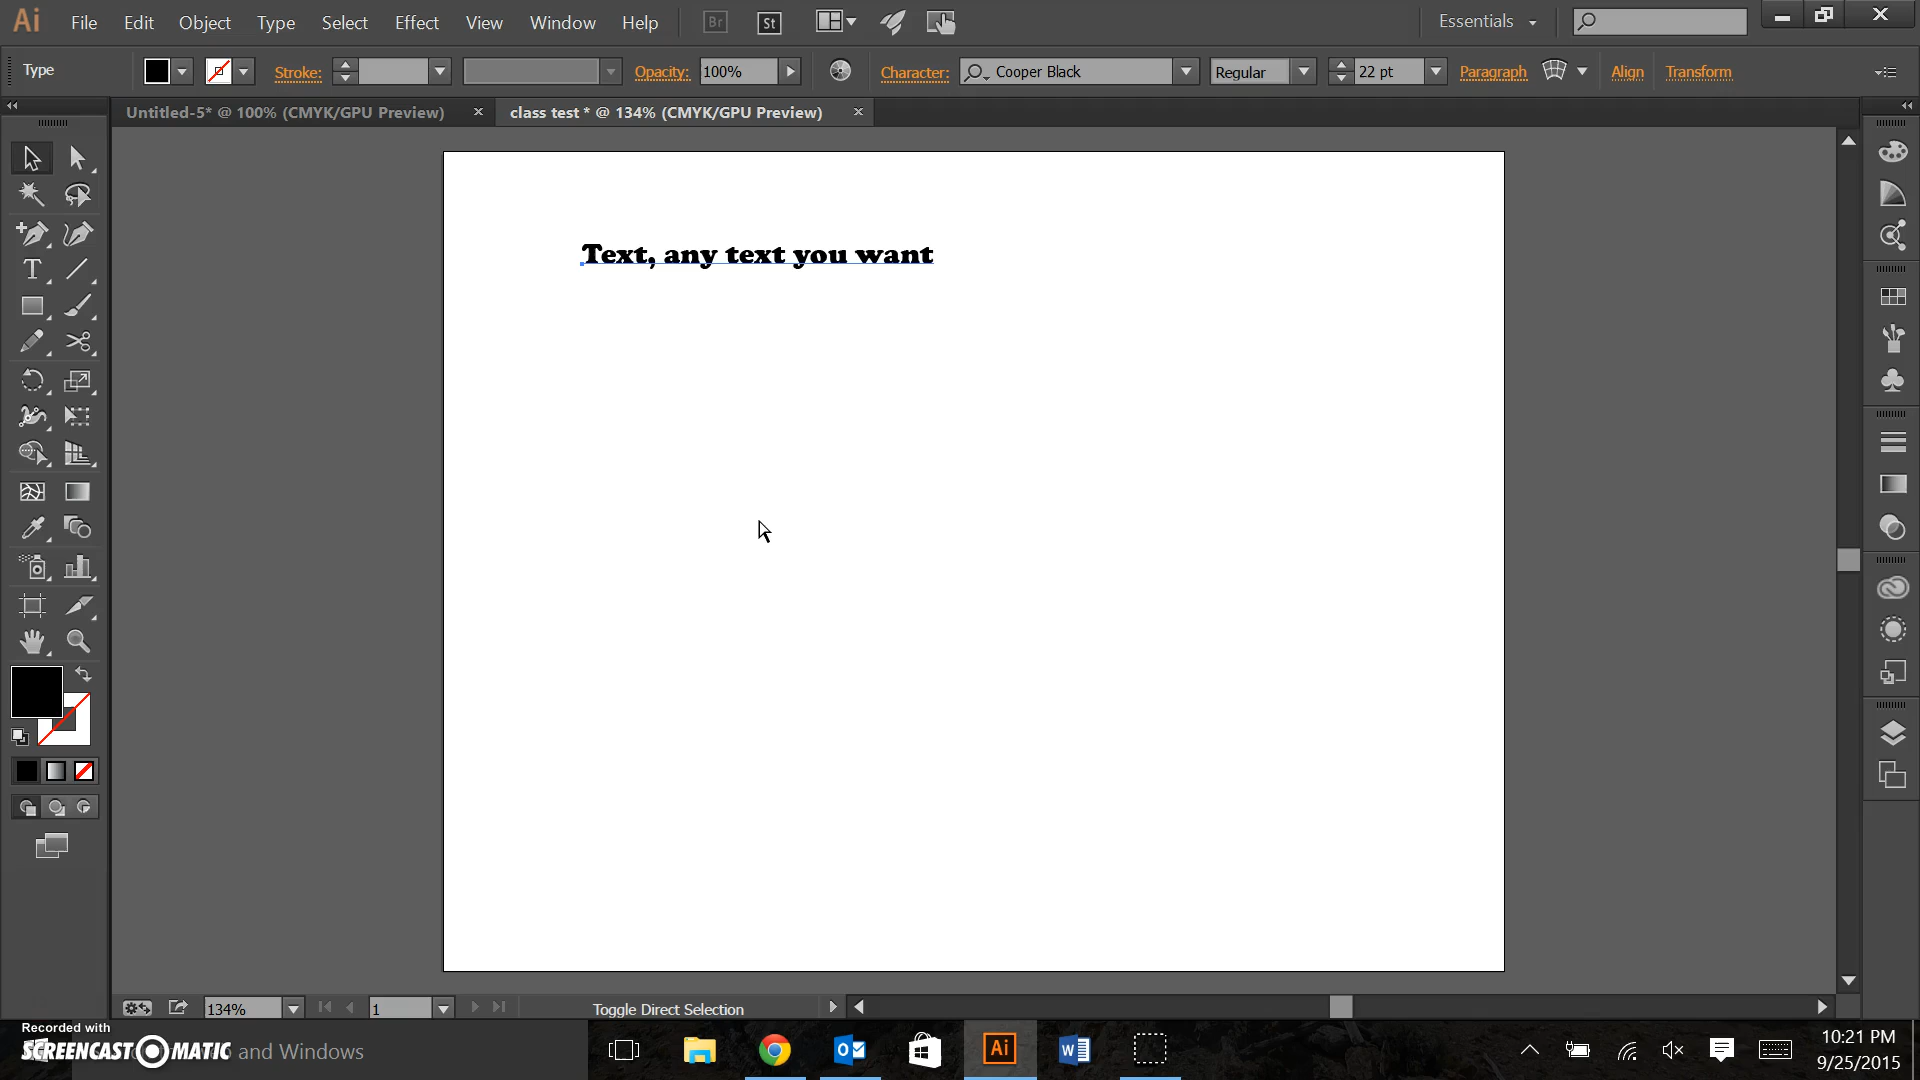 Ai File Edit Object Type Select Effect View Window Help Br St Essentials
Type Stroke: Opacity: 100% Character: Cooper Black Regular 22 pt Paragraph Align Transform
Untitled-5* @ 100% (CMYK/GPU Preview) class test * @ 134% (CMYK/GPU Preview)
Text, any text you want
134% 1 Toggle Direct Selection
Recorded with
SCREENCAST MATIC and Windows
Ai
10:21 PM
9/25/2015